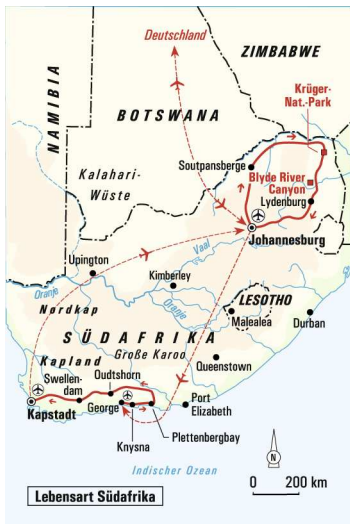 Deutschland
ZIMBABWE
NAMIBIA
BOTSWANA
Krüger-
Nat.-Park
Kalahari-
Wüste
Soutpansberge
Blyde River
Canyon
Lydenburg
Johannesburg
Vaal
Upington
Kimberley
Oranje
Oranje
Nordkap
LESOTHO
Malealea
Durban
SÜDAFRIKA
Große Karoo
Kapland
Queenstown
Oudtshorn
Swellen-
dam
Kapstadt
George
Port
Elizabeth
Knysna
Plettenbergbay
Indischer Ozean
N
0 200 km
Lebensart Südafrika